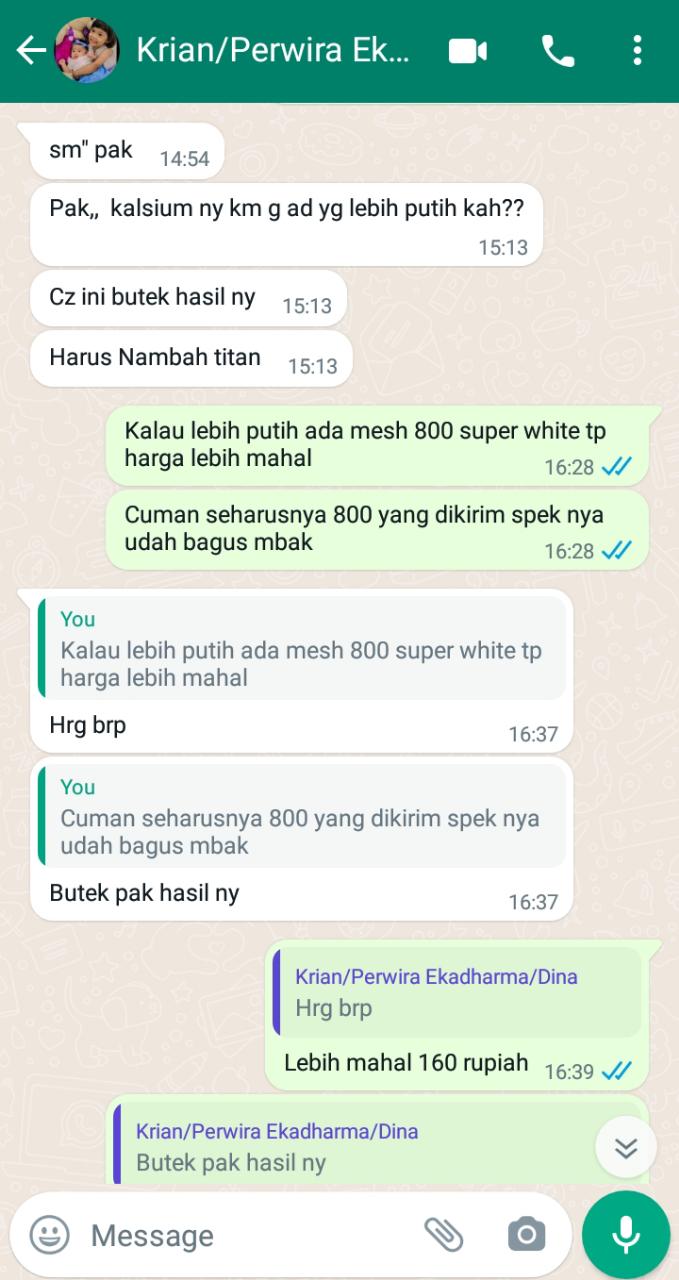 Krian/Perwira Ek...
sm" pak
14:54
Pak,, kalsium ny km g ad yg lebih putih kah??
15:13
Cz ini butek hasil ny
15:13
Harus Nambah titan
15:13
Kalau lebih putih ada mesh 800 super white tp
harga lebih mahal
16:28
Cuman seharusnya 800 yang dikirim spek nya
udah bagus mbak
16:28
You
Kalau lebih putih ada mesh 800 super white tp
harga lebih mahal
Hrg brp
16:37
You
Cuman seharusnya 800 yang dikirim spek nya
udah bagus mbak
Butek pak hasil ny
16:37
Krian/Perwira Ekadharma/Dina
Hrg brp
Lebih mahal 160 rupiah
16:39
Krian/Perwira Ekadharma/Dina
Butek pak hasil ny
Message